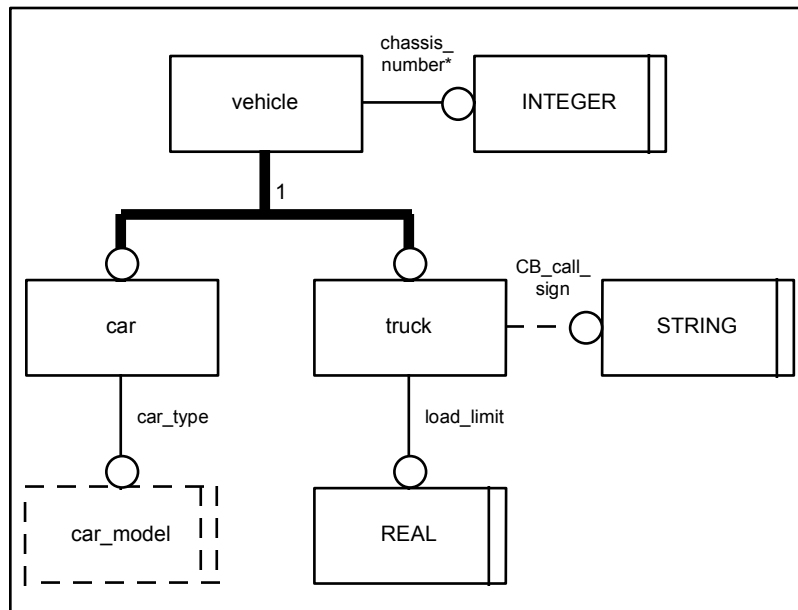 chassis_
number*
vehicle
INTEGER
1
CB_call_
sign
car
truck
STRING
car_type
load_limit
car_model
REAL